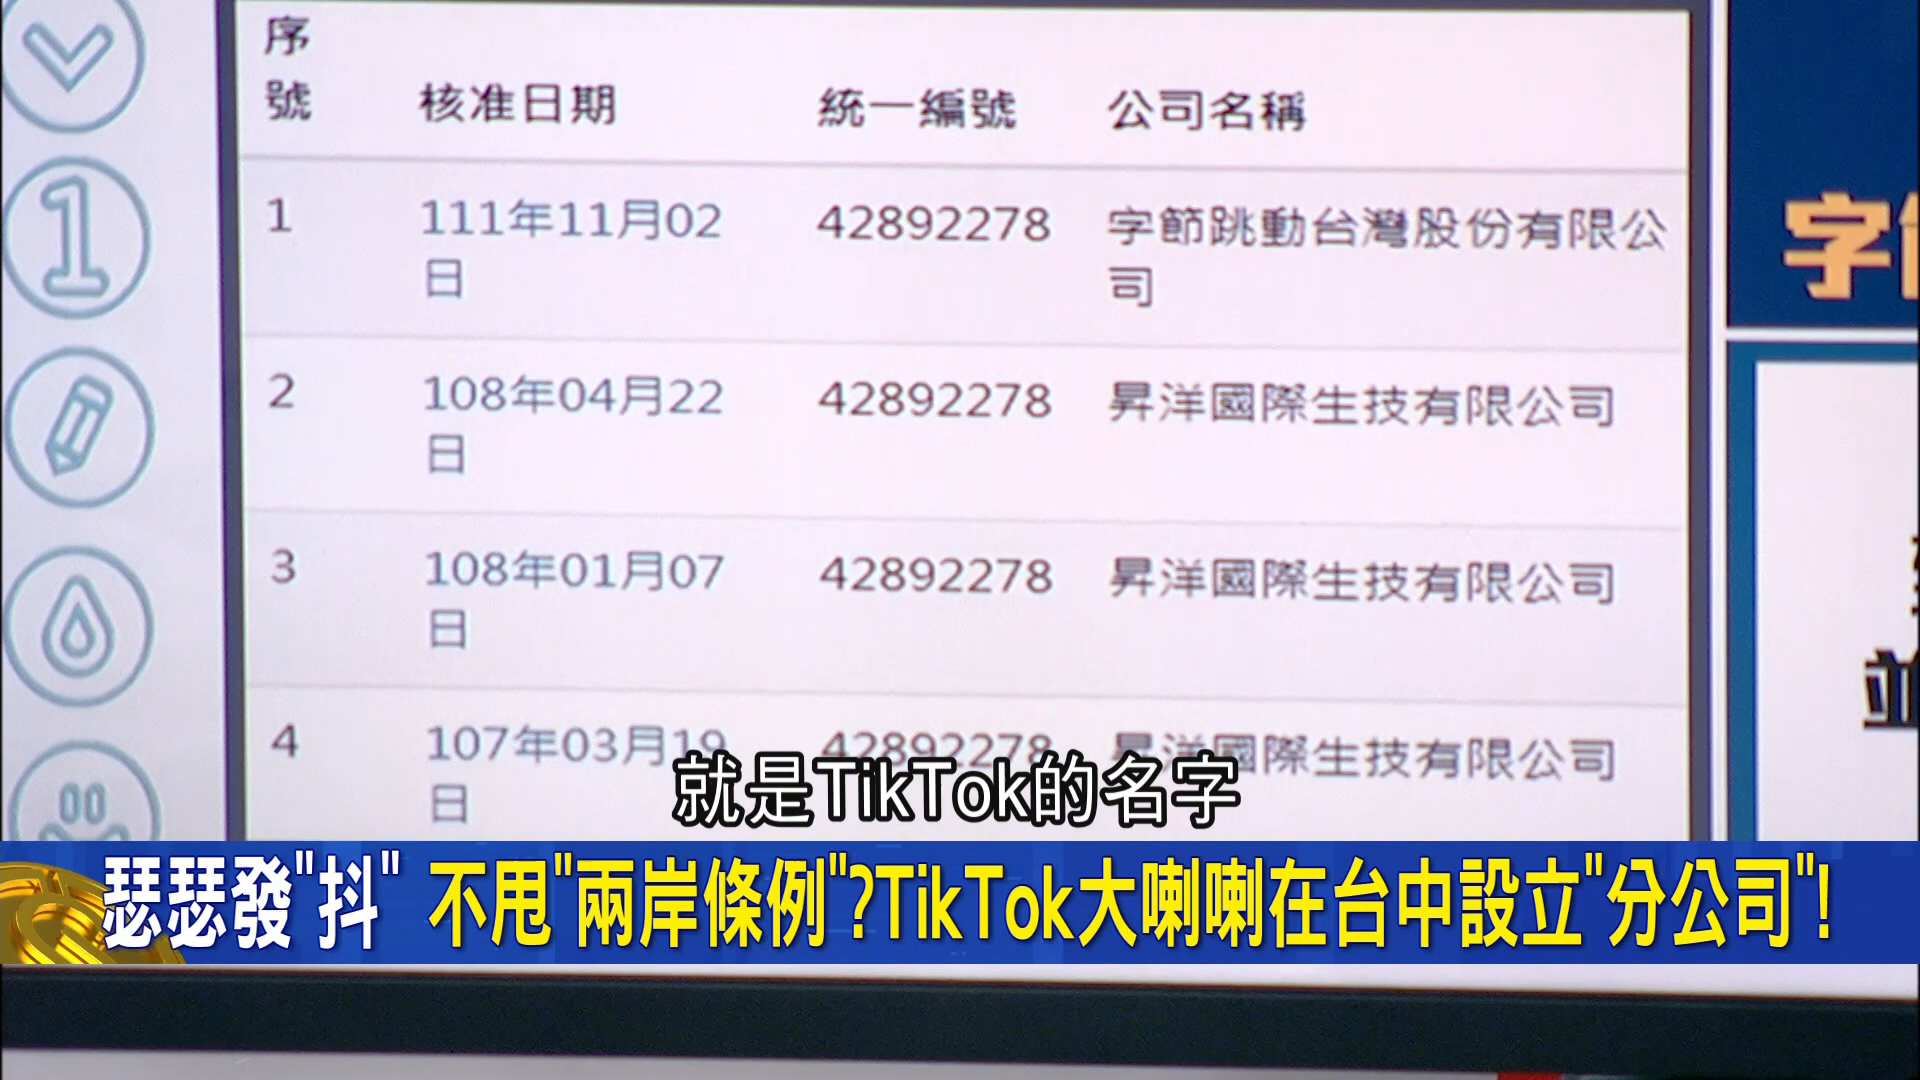 序號
核准日期
統一編號
公司名稱
1
111年11月02日
42892278
字節跳動台灣股份有限公司
2
108年04月22日
42892278
昇洋國際生技有限公司
3
108年01月07日
42892278
昇洋國際生技有限公司
4
107年03月19日
42892278
昇洋國際生技有限公司
字
並
就是TikTok的名字
瑟瑟發"抖" 不甩"兩岸條例"?TikTok大喇喇在台中設立"分公司"!